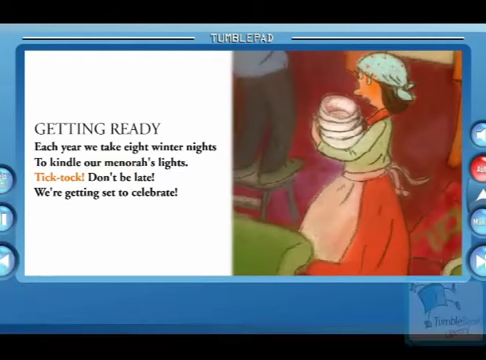 TUMBLEPAD
GETTING READY
Each year we take eight winter nights
To kindle our menorah's lights.
Tick-tock! Don't be late!
We're getting set to celebrate!